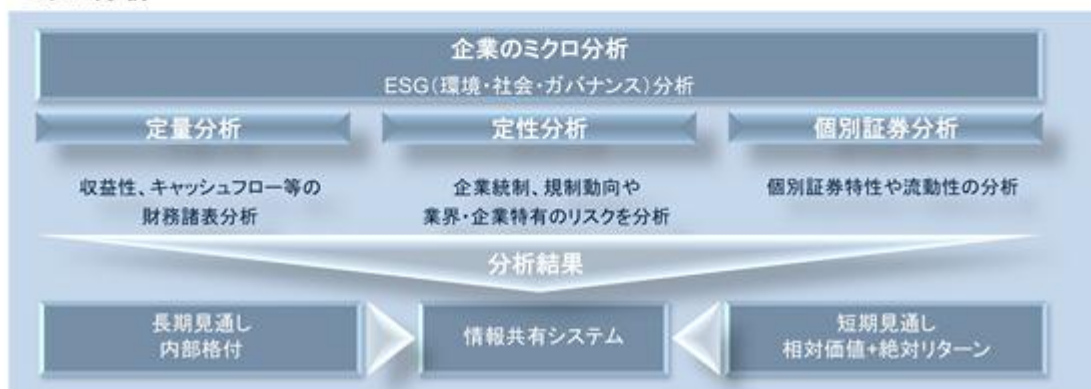 企業のミクロ分析
ESG(環境・社会・ガバナンス)分析
定量分析
定性分析
個別証券分析
収益性、キャッシュフロー等の
財務諸表分析
企業統制、規制動向や
業界・企業特有のリスクを分析
個別証券特性や流動性の分析
分析結果
長期見通し
内部格付
情報共有システム
短期見通し
相対価値+絶対リターン